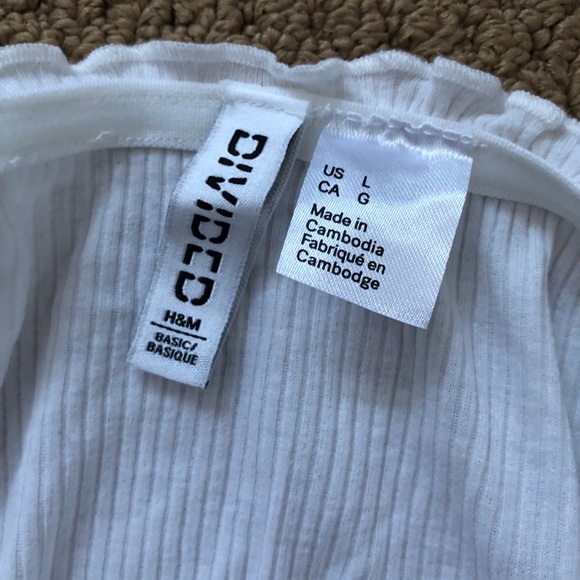 DIVIDED
H&M
BASIC/
BASIQUE
US L
CA G
Made in
Cambodia
Fabriqué en
Cambodge